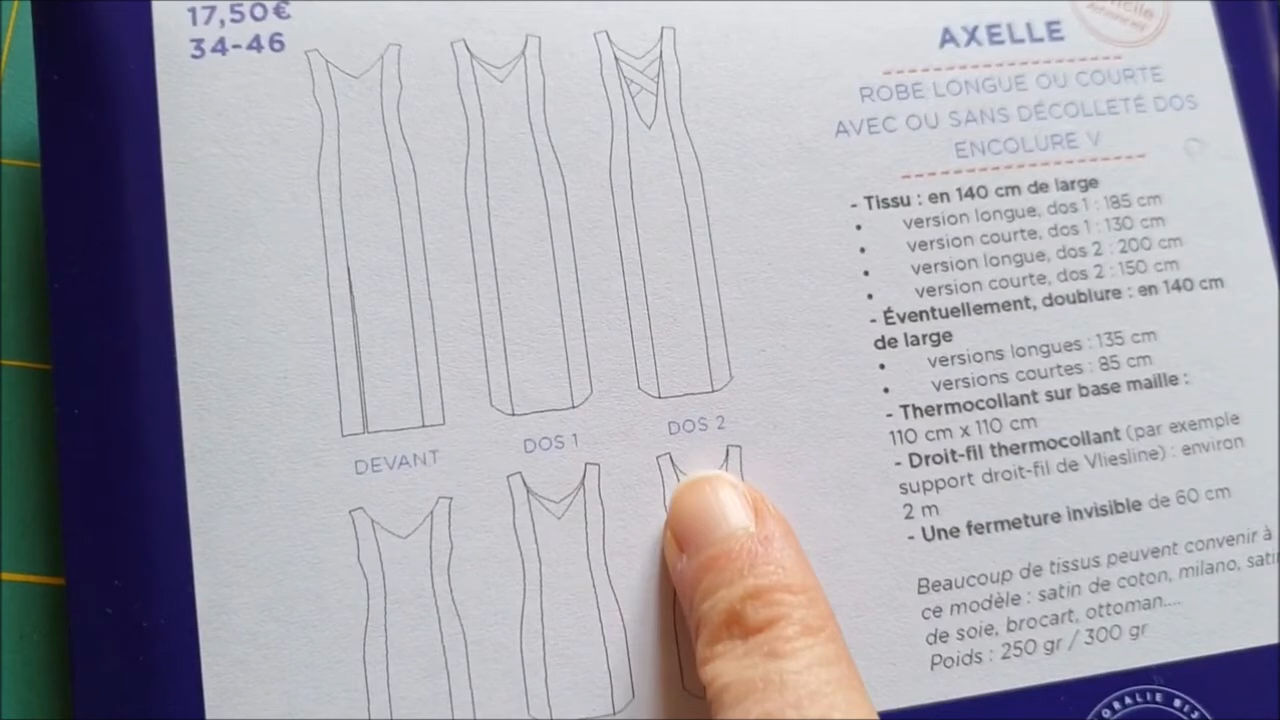 17,50€
34-46
DEVANT
DOS 1
DOS 2
AXELLE
ROBE LONGUE OU COURTE
AVEC OU SANS DÉCOLLETÉ DOS
ENCOLURE V
- Tissu : en 140 cm de large
• version longue, dos 1 : 185 cm
• version courte, dos 1 : 130 cm
• version longue, dos 2 : 200 cm
• version courte, dos 2 : 150 cm
- Éventuellement, doublure : en 140 cm
de large
• versions longues : 135 cm
• versions courtes : 85 cm
- Thermocollant sur base maille :
110 cm x 110 cm
- Droit-fil thermocollant (par exemple
support droit-fil de Vliesline) : environ
2 m
- Une fermeture invisible de 60 cm
Beaucoup de tissus peuvent convenir à
ce modèle : satin de coton, milano, satin
de soie, brocart, ottoman....
Poids : 250 gr / 300 gr